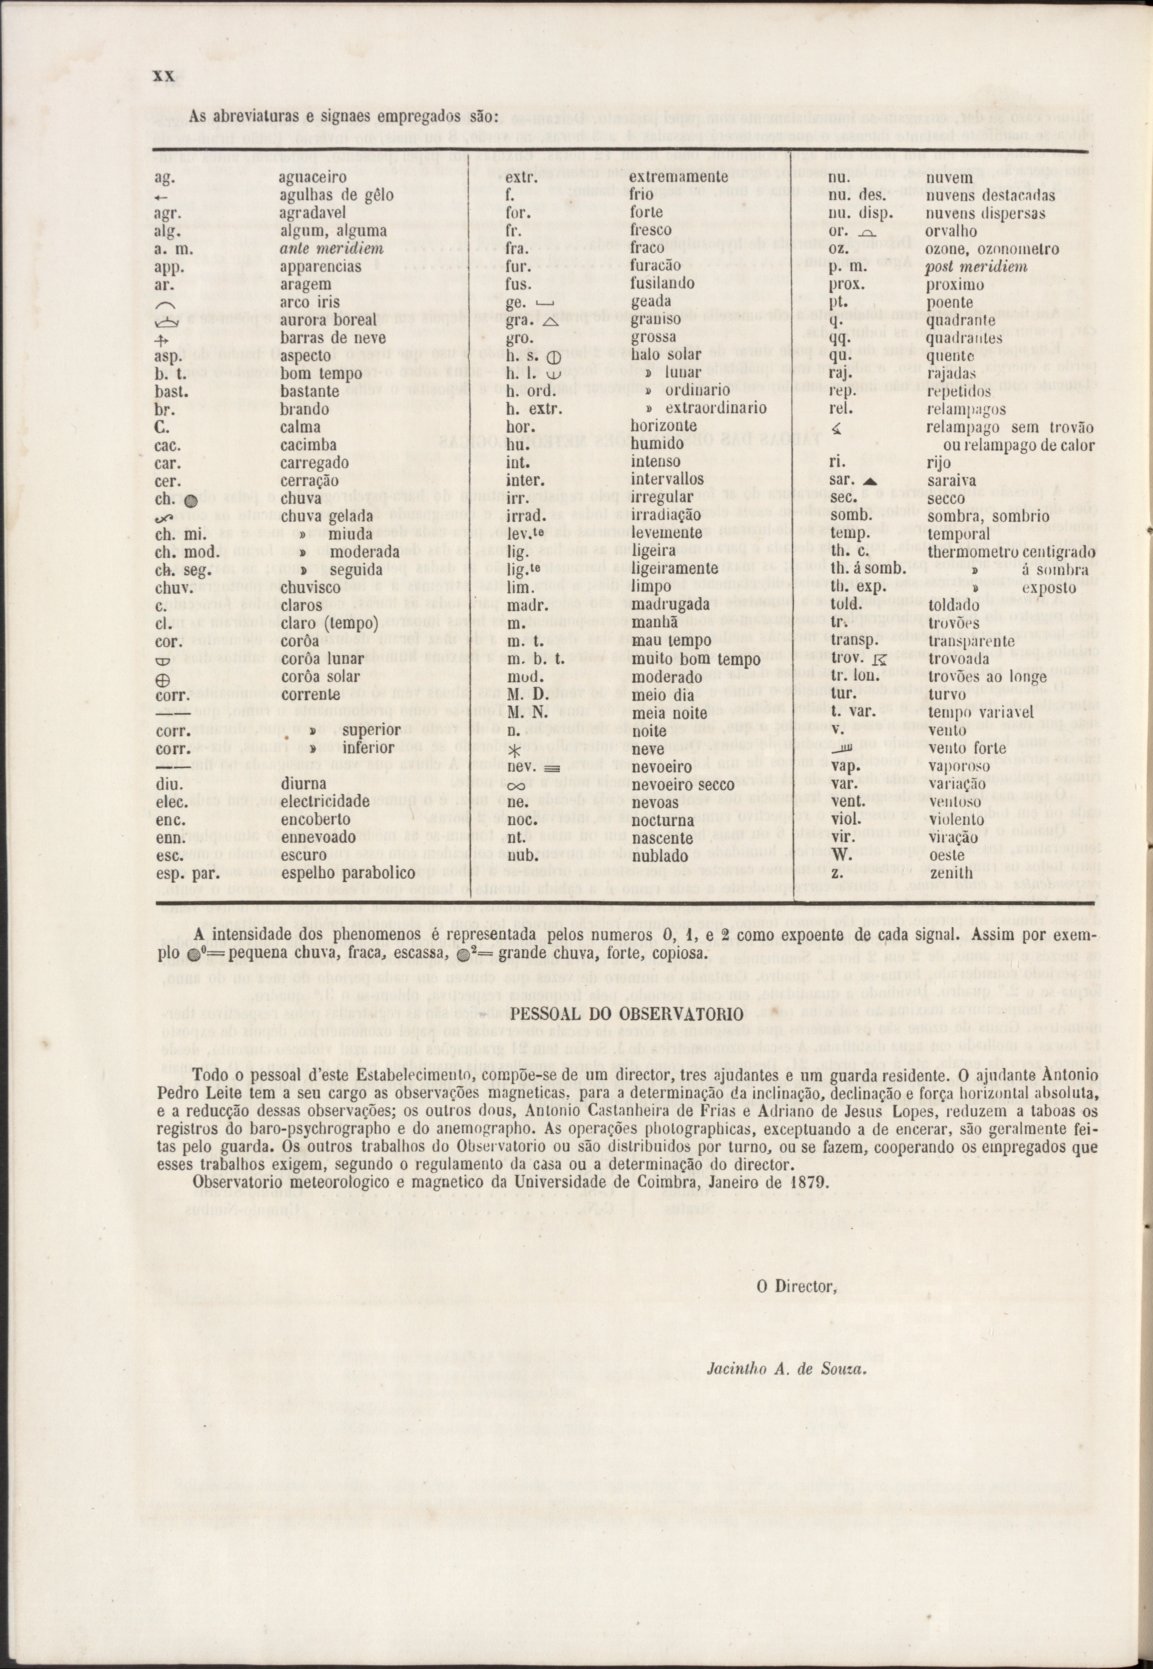 XX
As abreviaturas e signaes empregados são:
ag. aguaceiro
← agulhas de gêlo
agr. agradavel
alg. algum, alguma
a. m. ante meridiem
app. apparencias
ar. aragem
arco iris
aurora boreal
barras de neve
asp. aspecto
b. t. bom tempo
bast. bastante
br. brando
C. calma
cac. cacimba
car. carregado
cer. cerração
ch. chuva
chuva gelada
ch. mi. » miuda
ch. mod. » moderada
ch. seg. » seguida
chuv. chuvisco
c. claros
cl. claro (tempo)
cor. corôa
corôa lunar
⊕ corôa solar
corr. corrente
——
corr. » superior
corr. » inferior
——
diu. diurna
elec. electricidade
enc. encoberto
enn. ennevoado
esc. escuro
esp. par. espelho parabolico
extr. extremamente
f. frio
for. forte
fr. fresco
fra. fraco
fur. furacão
fus. fusilando
ge. geada
gra. △ graniso
gro. grossa
h. s. halo solar
h. l. » lunar
h. ord. » ordinario
h. extr. » extraordinario
hor. horizonte
hu. humido
int. intenso
inter. intervallos
irr. irregular
irrad. irradiação
lev.te levemente
lig. ligeira
lig.te ligeiramente
lim. limpo
madr. madrugada
m. manhã
m. t. mau tempo
m. b. t. muito bom tempo
mod. moderado
M. D. meio dia
M. N. meia noite
n. noite
neve
nev. ≡ nevoeiro
∞ nevoeiro secco
ne. nevoas
noc. nocturna
nt. nascente
nub. nublado
nu. nuvem
nu. des. nuvens destacadas
nu. disp. nuvens dispersas
or. orvalho
oz. ozone, ozonometro
p. m. post meridiem
prox. proximo
pt. poente
q. quadrante
qq. quadrantes
qu. quente
raj. rajadas
rep. repetidos
rel. relampagos
relampago sem trovão
ou relampago de calor
ri. rijo
sar. ▲ saraiva
sec. secco
somb. sombra, sombrio
temp. temporal
th. c. thermometro centigrado
th. á somb. » á sombra
th. exp. » exposto
told. toldado
tr. trovões
transp. transparente
trov. trovoada
tr. lon. trovões ao longe
tur. turvo
t. var. tempo variavel
v. vento
vento forte
vap. vaporoso
var. variação
vent. ventoso
viol. violento
vir. viração
W. oeste
z. zenith
A intensidade dos phenomenos é representada pelos numeros 0, 1, e 2 como expoente de cada signal. Assim por exem-
plo ●⁰= pequena chuva, fraca, escassa, ●²= grande chuva, forte, copiosa.
PESSOAL DO OBSERVATORIO
Todo o pessoal d'este Estabelecimento, compõe-se de um director, tres ajudantes e um guarda residente. O ajudante Antonio
Pedro Leite tem a seu cargo as observações magneticas, para a determinação da inclinação, declinação e força horizontal absoluta,
e a reducção dessas observações; os outros dous, Antonio Castanheira de Frias e Adriano de Jesus Lopes, reduzem a taboas os
registros do baro-psychrographo e do anemographo. As operações photographicas, exceptuando a de encerar, são geralmente fei-
tas pelo guarda. Os outros trabalhos do Observatorio ou são distribuidos por turno, ou se fazem, cooperando os empregados que
esses trabalhos exigem, segundo o regulamento da casa ou a determinação do director.
Observatorio meteorologico e magnetico da Universidade de Coimbra, Janeiro de 1879.
O Director,
Jacintho A. de Souza.